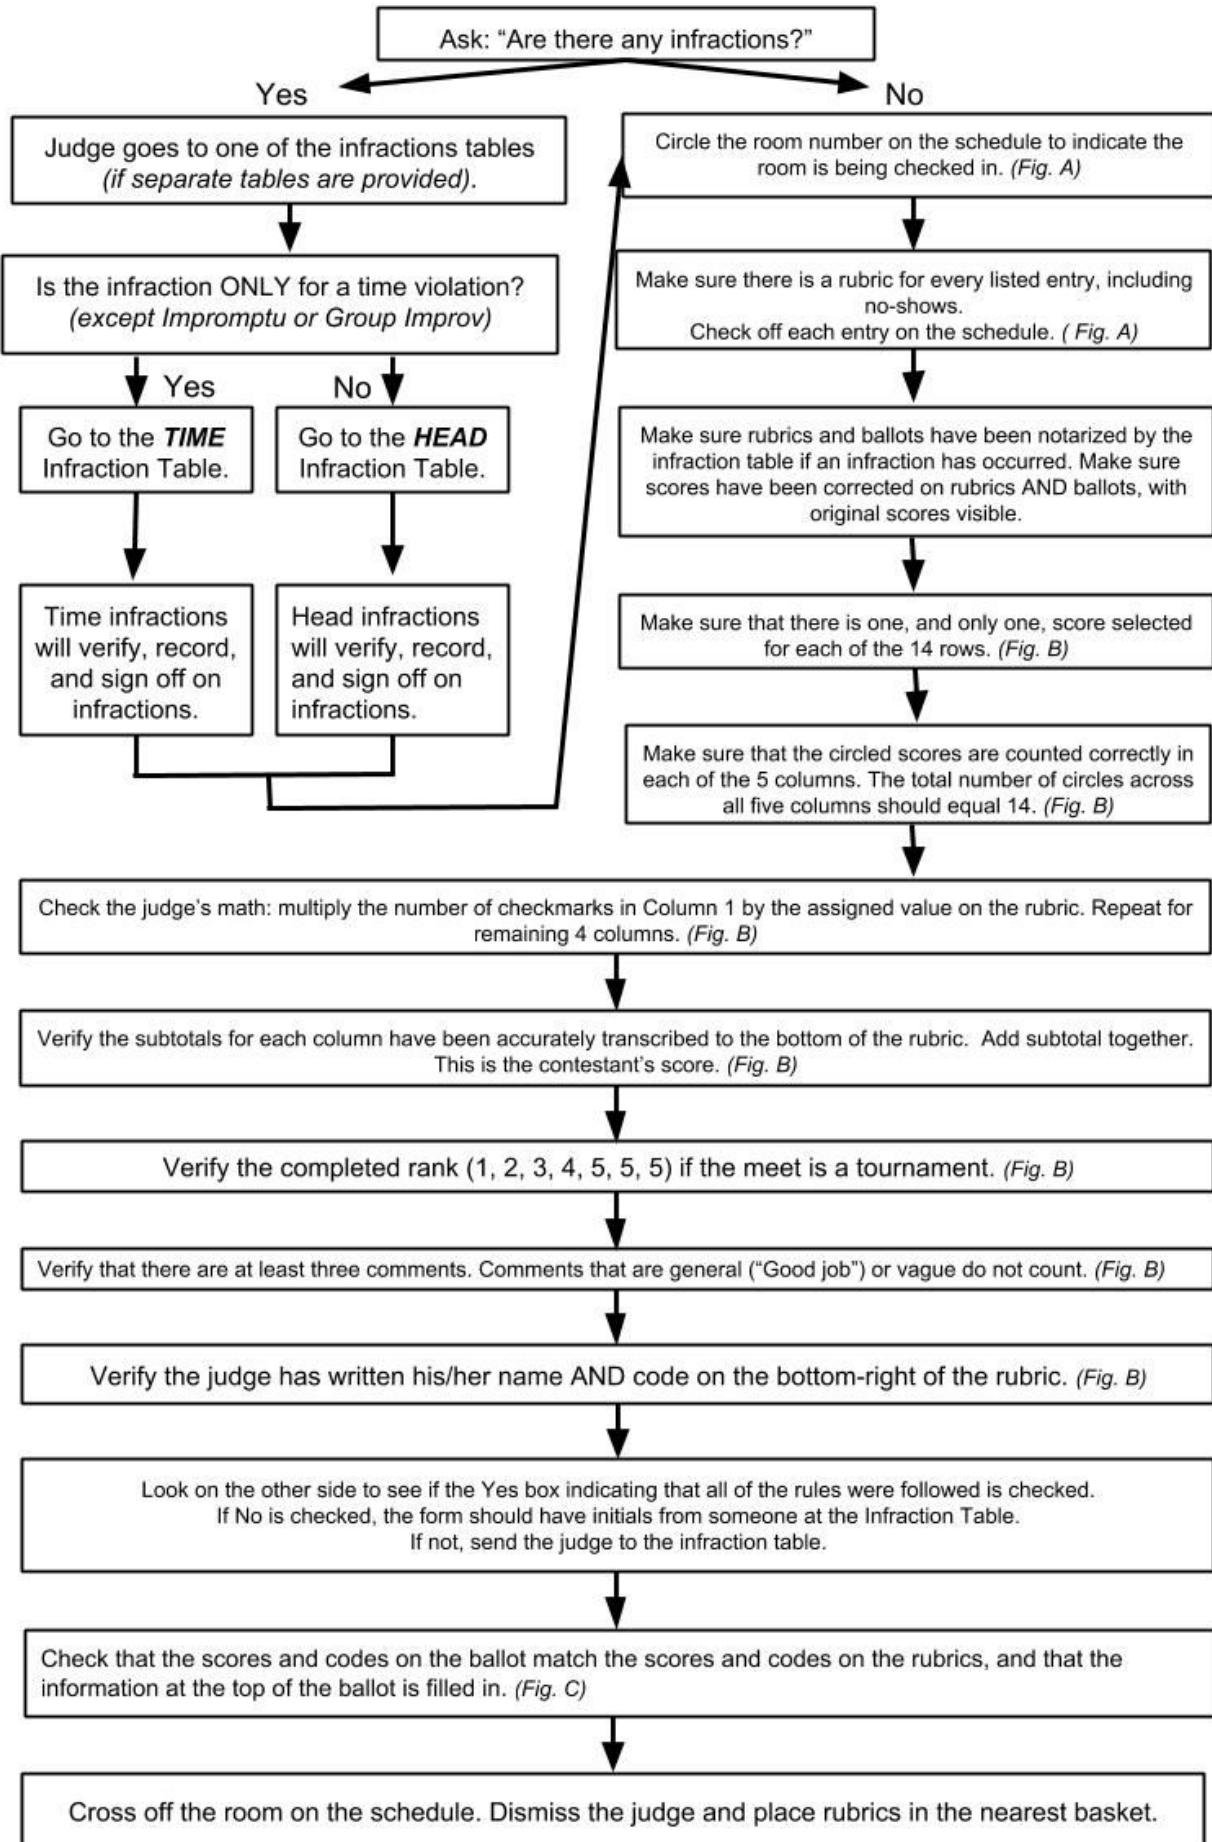 Ask: “Are there any infractions?”
Yes
No
Judge goes to one of the infractions tables
(if separate tables are provided).
Is the infraction ONLY for a time violation?
(except Impromptu or Group Improv)
Yes
No
Go to the TIME
Infraction Table.
Go to the HEAD
Infraction Table.
Time infractions
will verify, record,
and sign off on
infractions.
Head infractions
will verify, record,
and sign off on
infractions.
Circle the room number on the schedule to indicate the
room is being checked in. (Fig. A)
Make sure there is a rubric for every listed entry, including
no-shows.
Check off each entry on the schedule. ( Fig. A)
Make sure rubrics and ballots have been notarized by the
infraction table if an infraction has occurred. Make sure
scores have been corrected on rubrics AND ballots, with
original scores visible.
Make sure that there is one, and only one, score selected
for each of the 14 rows. (Fig. B)
Make sure that the circled scores are counted correctly in
each of the 5 columns. The total number of circles across
all five columns should equal 14. (Fig. B)
Check the judge’s math: multiply the number of checkmarks in Column 1 by the assigned value on the rubric. Repeat for
remaining 4 columns. (Fig. B)
Verify the subtotals for each column have been accurately transcribed to the bottom of the rubric.  Add subtotal together.
This is the contestant’s score. (Fig. B)
Verify the completed rank (1, 2, 3, 4, 5, 5, 5) if the meet is a tournament. (Fig. B)
Verify that there are at least three comments. Comments that are general (“Good job”) or vague do not count. (Fig. B)
Verify the judge has written his/her name AND code on the bottom-right of the rubric. (Fig. B)
Look on the other side to see if the Yes box indicating that all of the rules were followed is checked.
If No is checked, the form should have initials from someone at the Infraction Table.
If not, send the judge to the infraction table.
Check that the scores and codes on the ballot match the scores and codes on the rubrics, and that the
information at the top of the ballot is filled in. (Fig. C)
Cross off the room on the schedule. Dismiss the judge and place rubrics in the nearest basket.